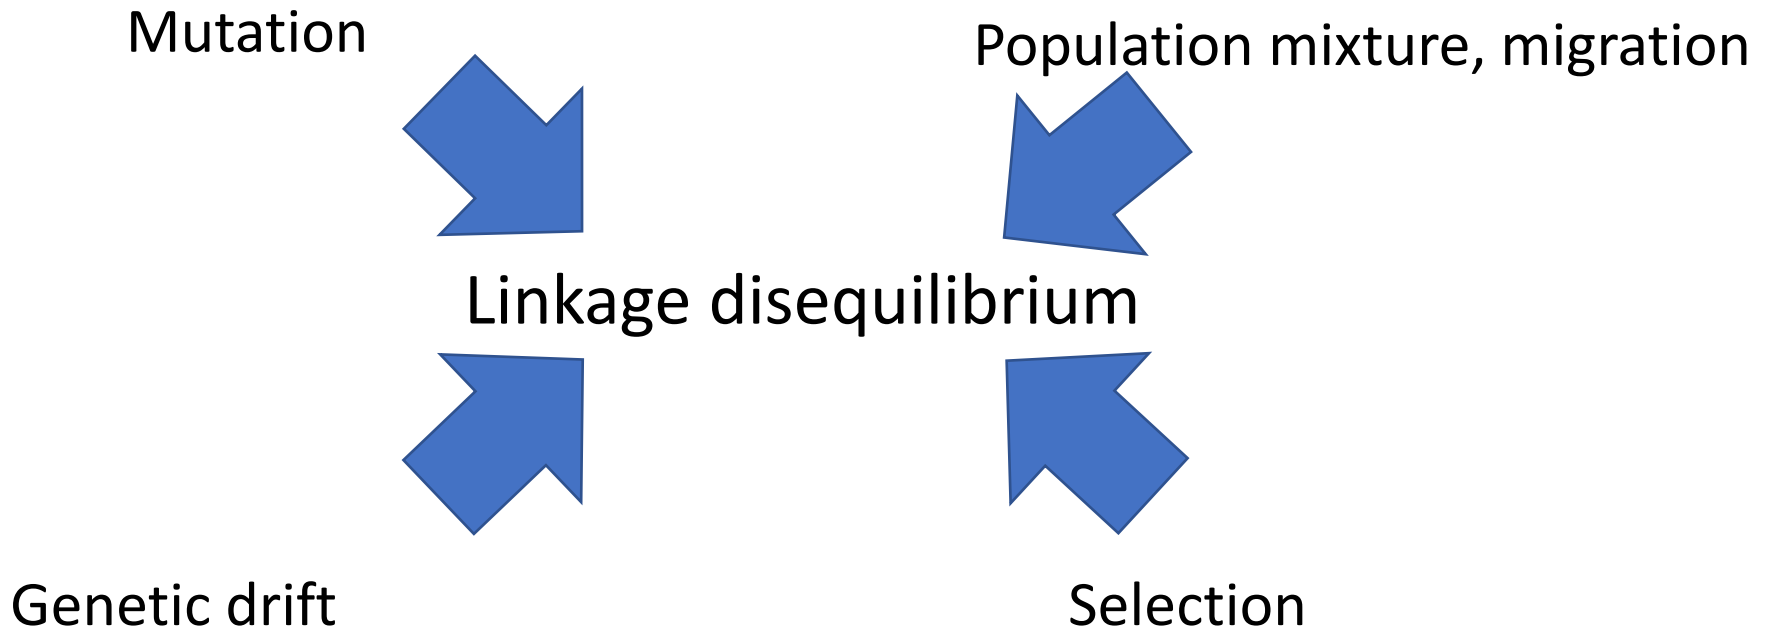 Mutation
Population mixture, migration
Linkage disequilibrium
Genetic drift
Selection